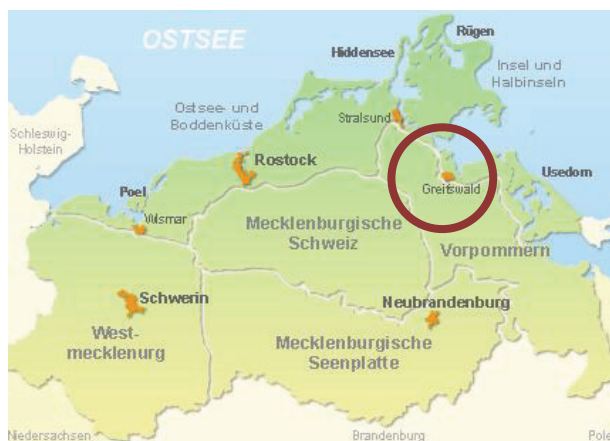 OSTSEE
Rügen
Hiddensee
Insel und
Halbinseln
Ostsee- und
Boddenküste
Stralsund
Schleswig-
Holstein
Rostock
Greifswald
Usedom
Poel
Wismar
Mecklenburgische
Schweiz
Vorpommern
Schwerin
Neubrandenburg
West-
mecklenurg
Mecklenburgische
Seenplatte
Niedersachsen
Brandenburg
Pole